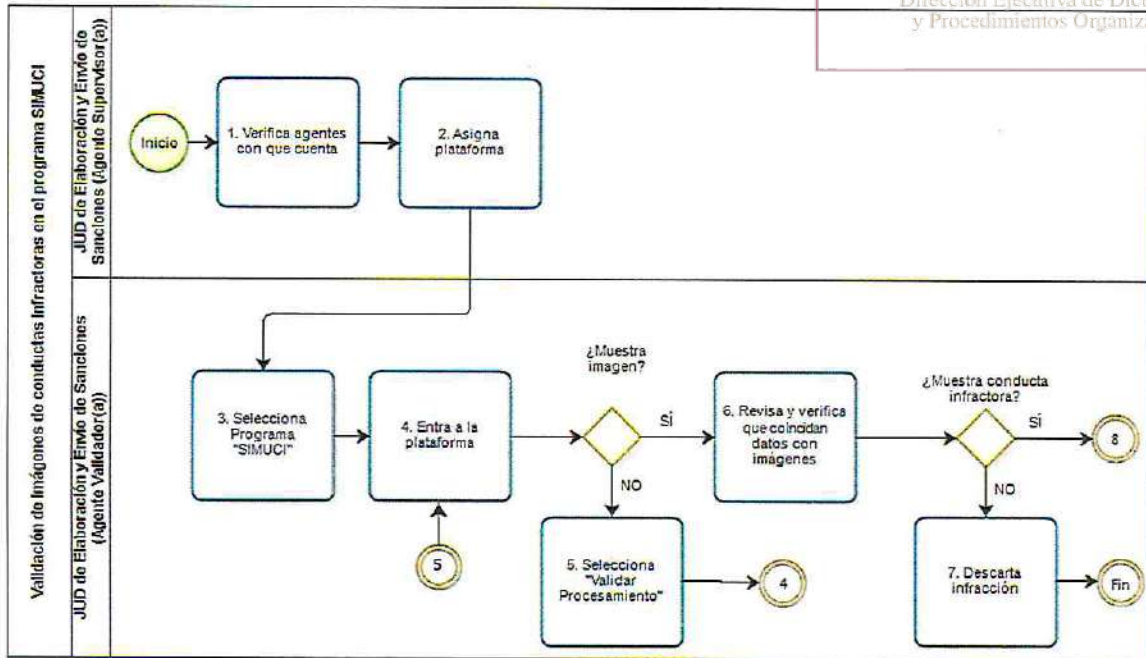 Dirección Ejecutiva de
y Procedimientos
Validación de Imágenes de conductas Infractoras en el programa SIMUCI
JUD de Elaboración y Envío de
Sanciones (Agente Supervisor(a))
Inicio
1. Verifica agentes
con que cuenta
2. Asigna
plataforma
JUD de Elaboración y Envío de Sanciones
(Agente Validador(a))
3. Selecciona
Programa
"SIMUCI"
4. Entra a la
plataforma
¿Muestra
imagen?
SÍ
NO
6. Revisa y verifica
que coincidan
datos con
imágenes
¿Muestra conducta
infractora?
SÍ
8
NO
5
5. Selecciona
"Validar
Procesamiento"
4
7. Descarta
infracción
Fin